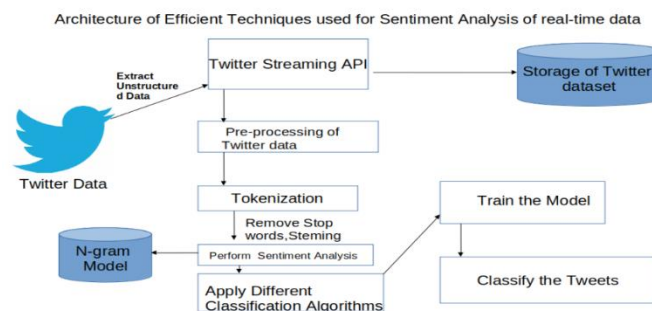 Architecture of Efficient Techniques used for Sentiment Analysis of real-time data
Extract
Unstructure
d Data
Twitter Streaming API
Storage of Twitter
dataset
Twitter Data
Pre-processing of
Twitter data
Tokenization
Remove Stop
words,Steming
N-gram
Model
Perform Sentiment Analysis
Apply Different
Classification Algorithms
Train the Model
Classify the Tweets